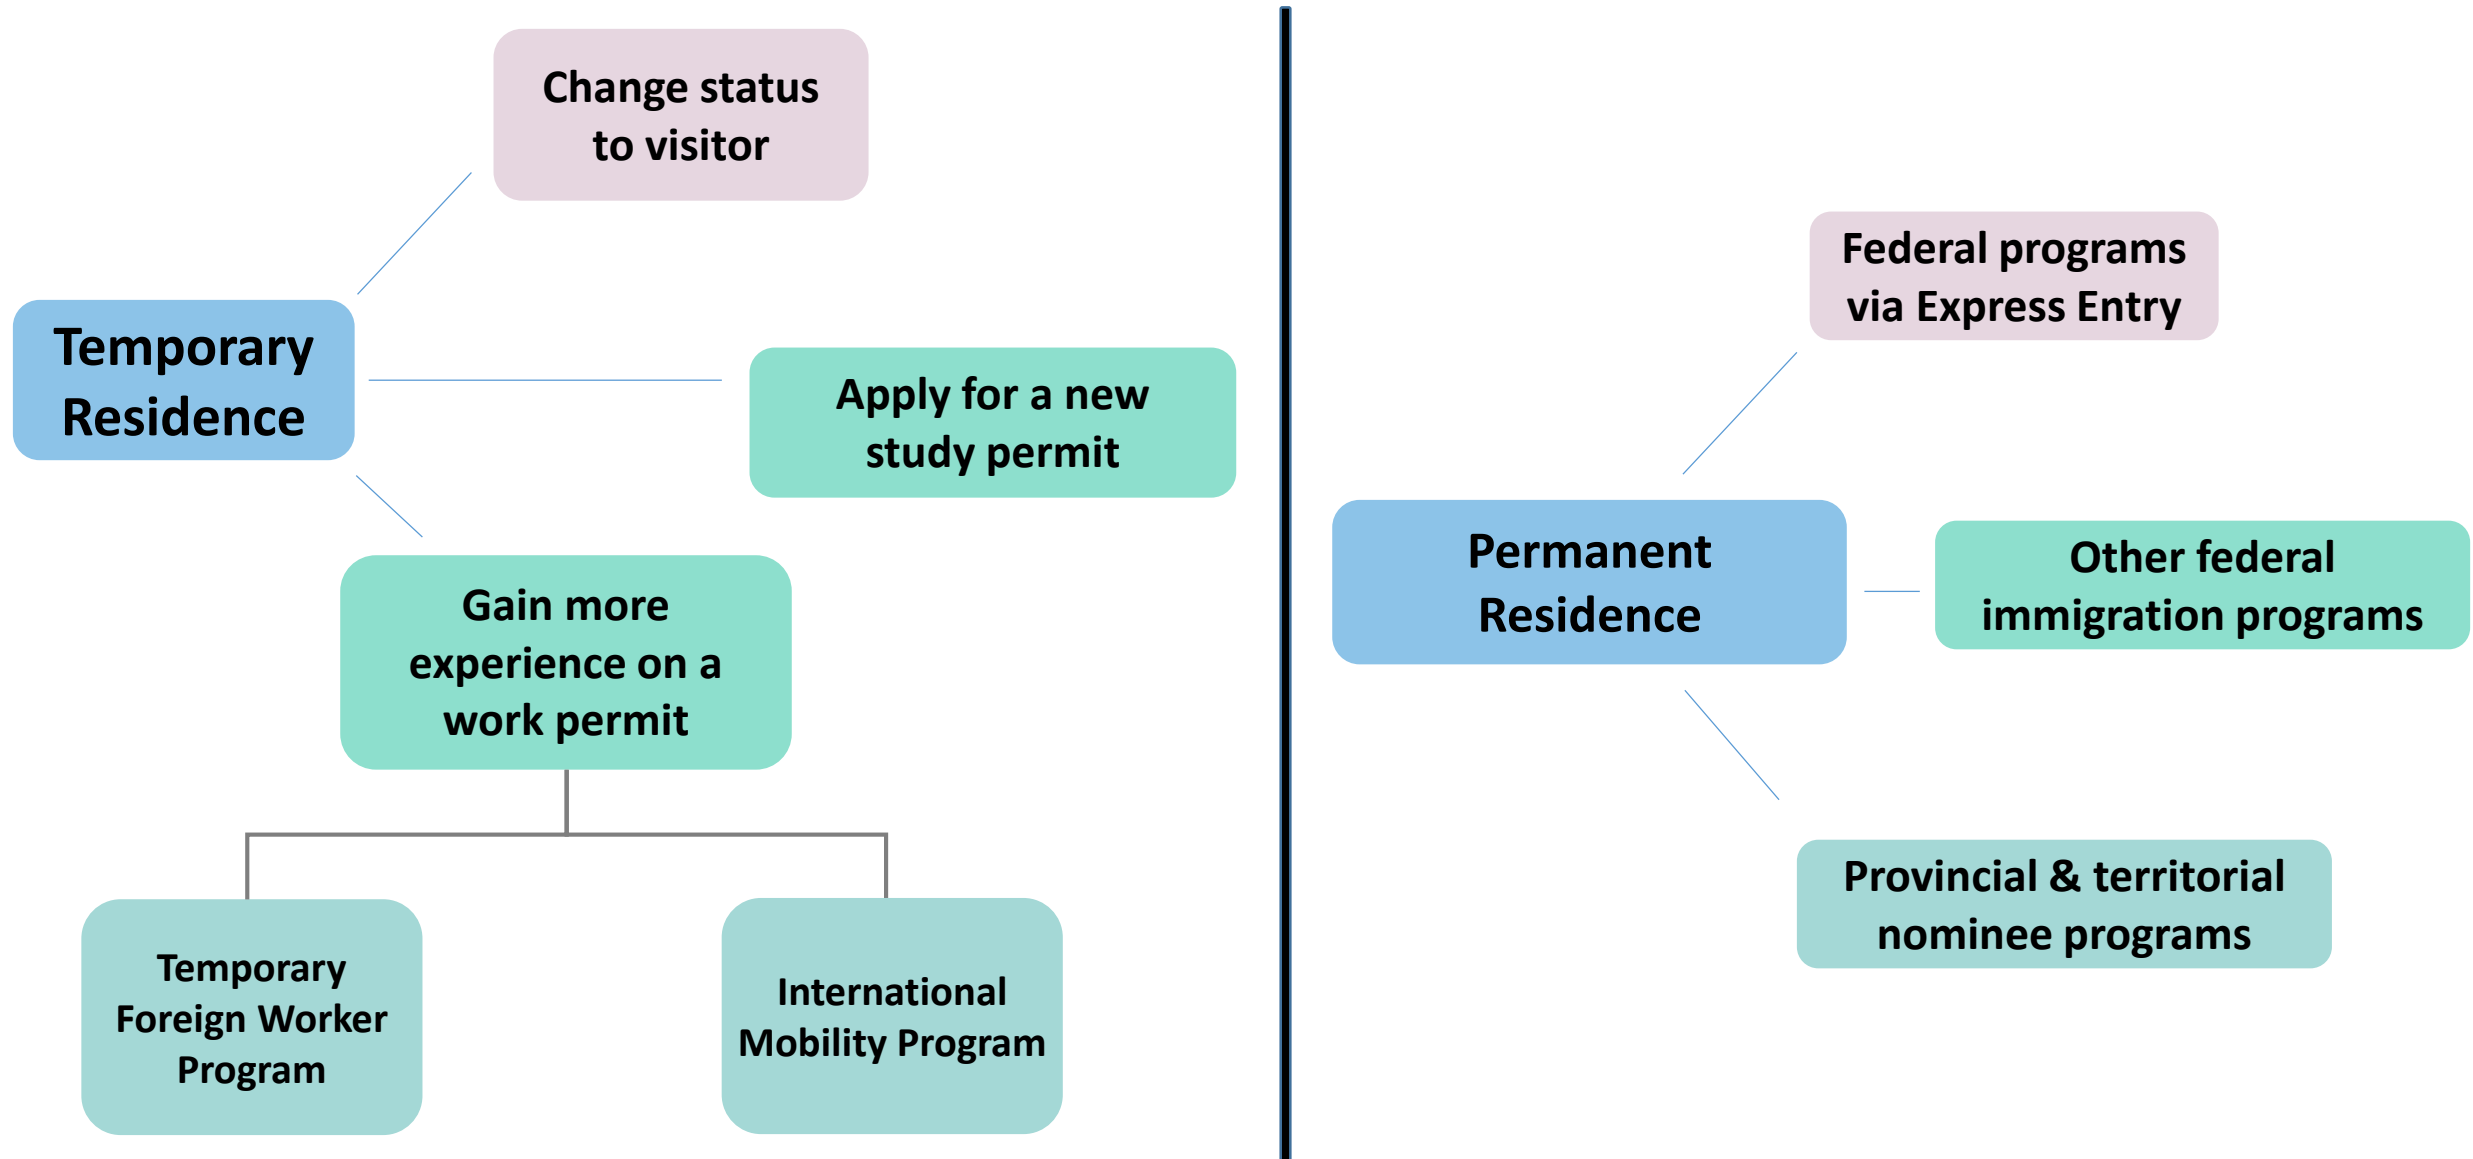 Change status
to visitor
Temporary
Residence
Apply for a new
study permit
Gain more
experience on a
work permit
Temporary
Foreign Worker
Program
International
Mobility Program
Federal programs
via Express Entry
Permanent
Residence
Other federal
immigration programs
Provincial & territorial
nominee programs